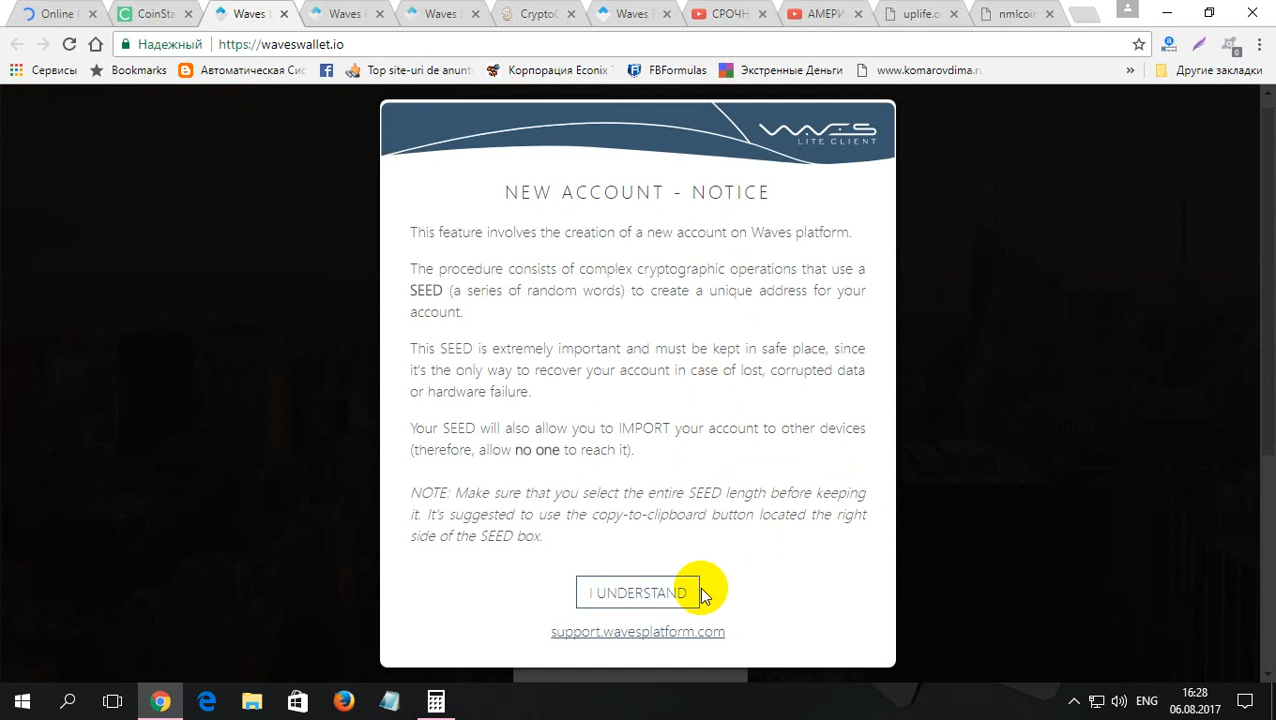 Online
CoinSta
Waves
Waves
Waves
Crypto
Waves P
СРОЧН
АМЕРИ
uplife.o
nmlcoin
Надежный
https://waveswallet.io
Сервисы
Bookmarks
Автоматическая Сис
Top site-uri de
Корпорация Econix
FBFormulas
Экстренные Деньги
www.komarovdima.ru
Другие закладки
WAVES
LITE CLIENT
NEW ACCOUNT - NOTICE
This feature involves the creation of a new account on Waves platform.
The procedure consists of complex cryptographic operations that use a
SEED (a series of random words) to create a unique address for your
account.
This SEED is extremely important and must be kept in safe place, since
it's the only way to recover your account in case of lost, corrupted data
or hardware failure.
Your SEED will also allow you to IMPORT your account to other devices
(therefore, allow no one to reach it).
NOTE: Make sure that you select the entire SEED length before keeping
it. It's suggested to use the copy-to-clipboard button located the right
side of the SEED box.
I UNDERSTAND
support.wavesplatform.com
ENG
16:28
06.08.2017